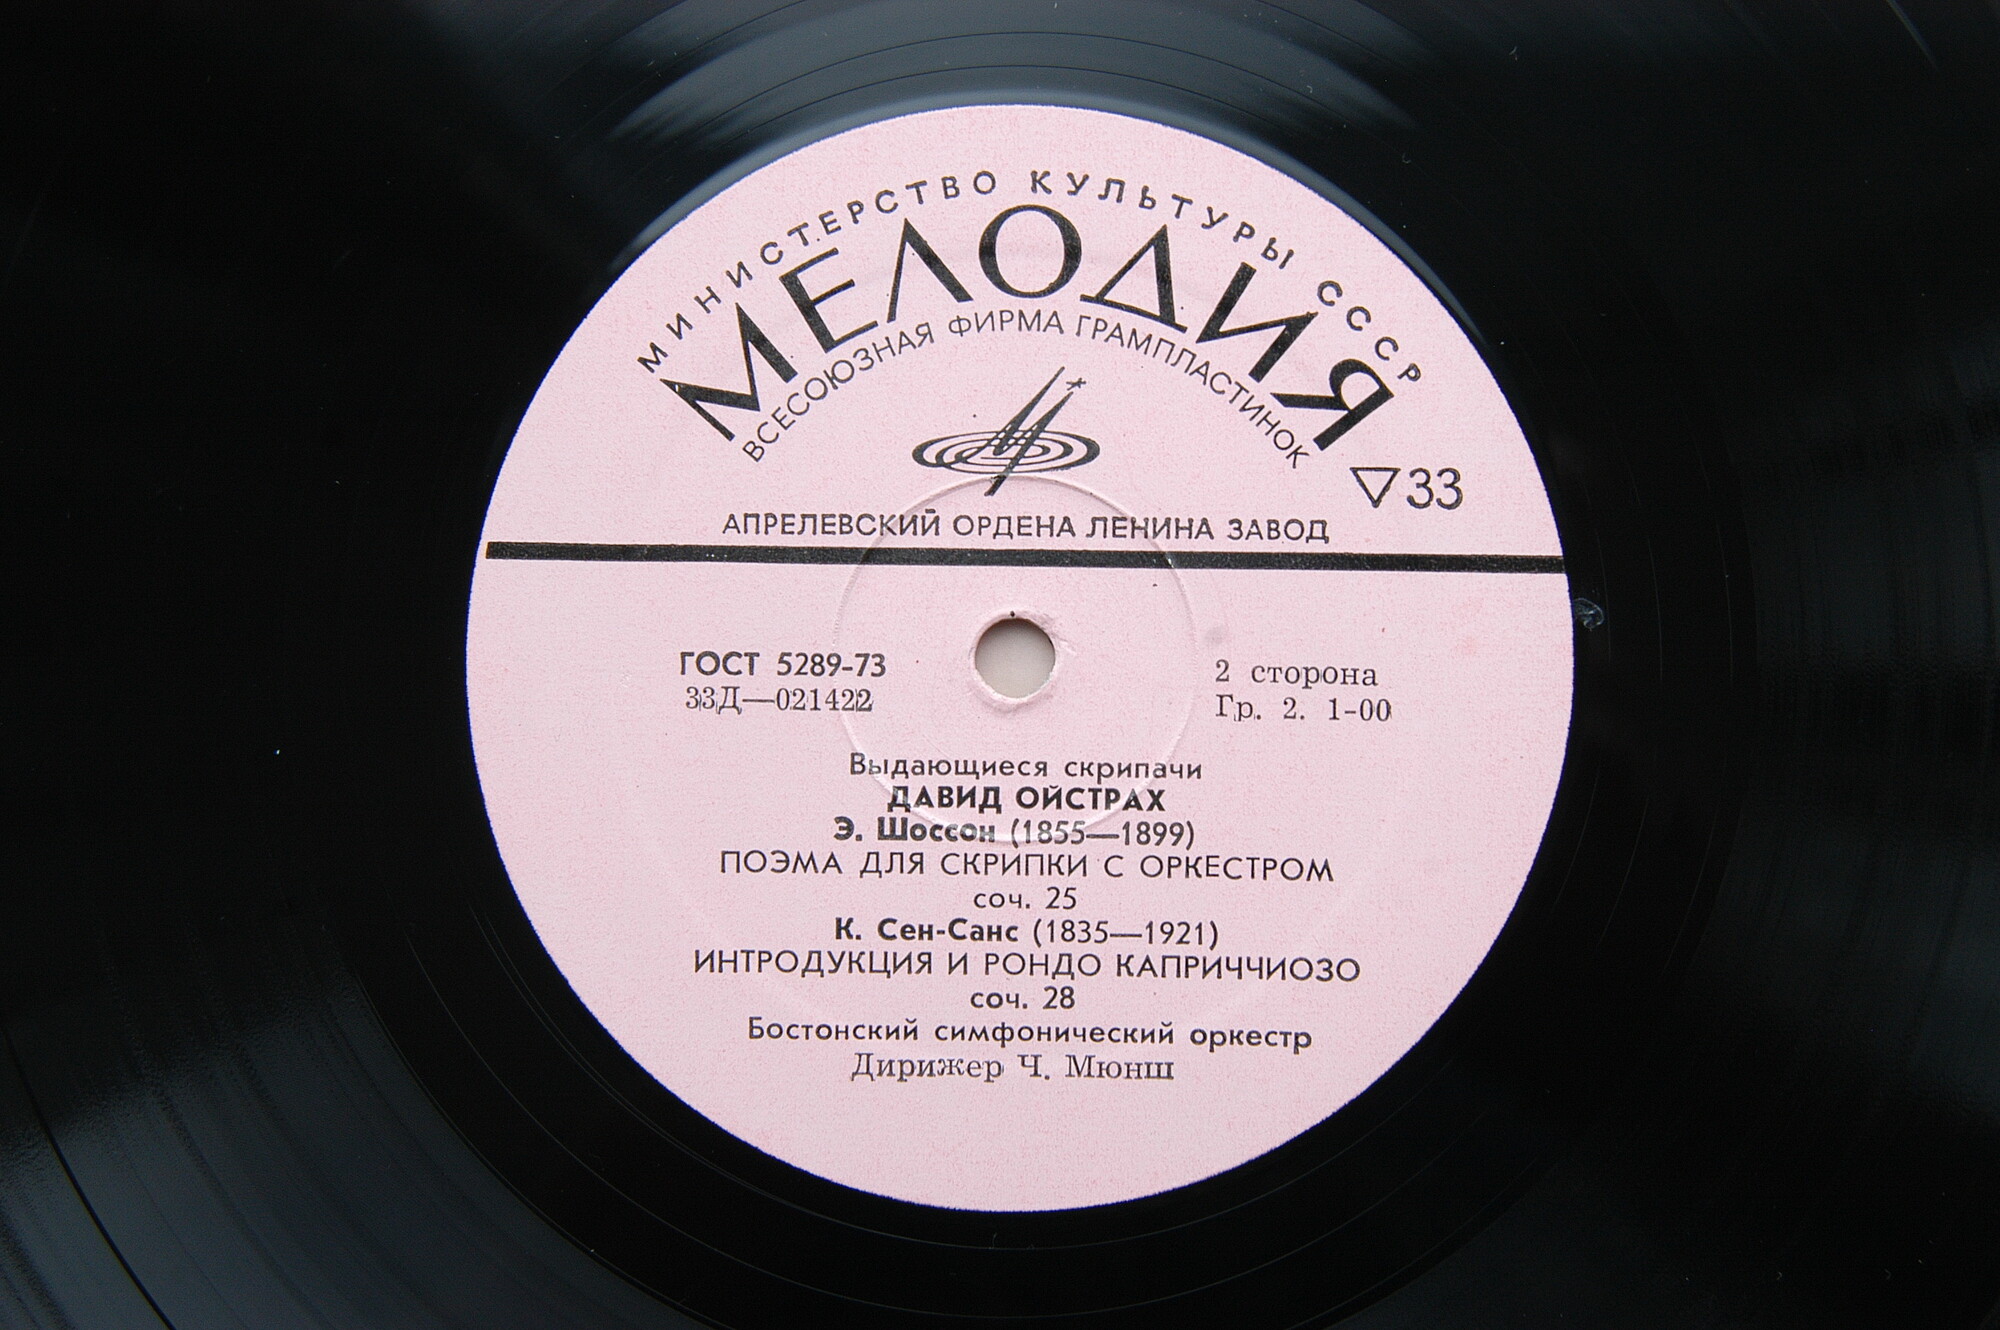 МИНИСТЕРСТВО КУЛЬТУРЫ СССР
МЕЛОДИЯ
ВСЕСОЮЗНАЯ ФИРМА ГРАМПЛАСТИНОК
▽33
АПРЕЛЕВСКИЙ ОРДЕНА ЛЕНИНА ЗАВОД
ГОСТ 5289-73
33Д—021422
2 сторона
Гр. 2. 1-00
Выдающиеся скрипачи
ДАВИД ОЙСТРАХ
Э. Шоссон (1855—1899)
ПОЭМА ДЛЯ СКРИПКИ С ОРКЕСТРОМ
соч. 25
К. Сен-Санс (1835—1921)
ИНТРОДУКЦИЯ И РОНДО КАПРИЧЧИОЗО
соч. 28
Бостонский симфонический оркестр
Дирижер Ч. Мюнш